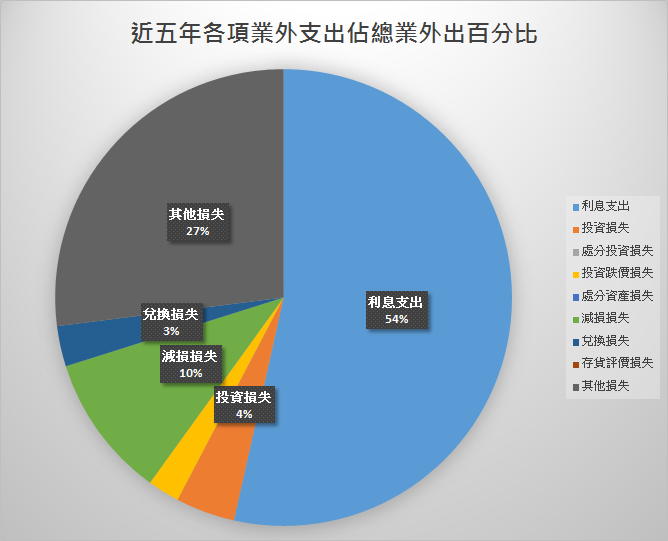 近五年各項業外支出佔總業外出百分比
其他損失
27%
利息支出
54%
兌換損失
3%
減損損失
10%
投資損失
4%
利息支出
投資損失
處分投資損失
投資跌價損失
處分資產損失
減損損失
兌換損失
存貨評價損失
其他損失